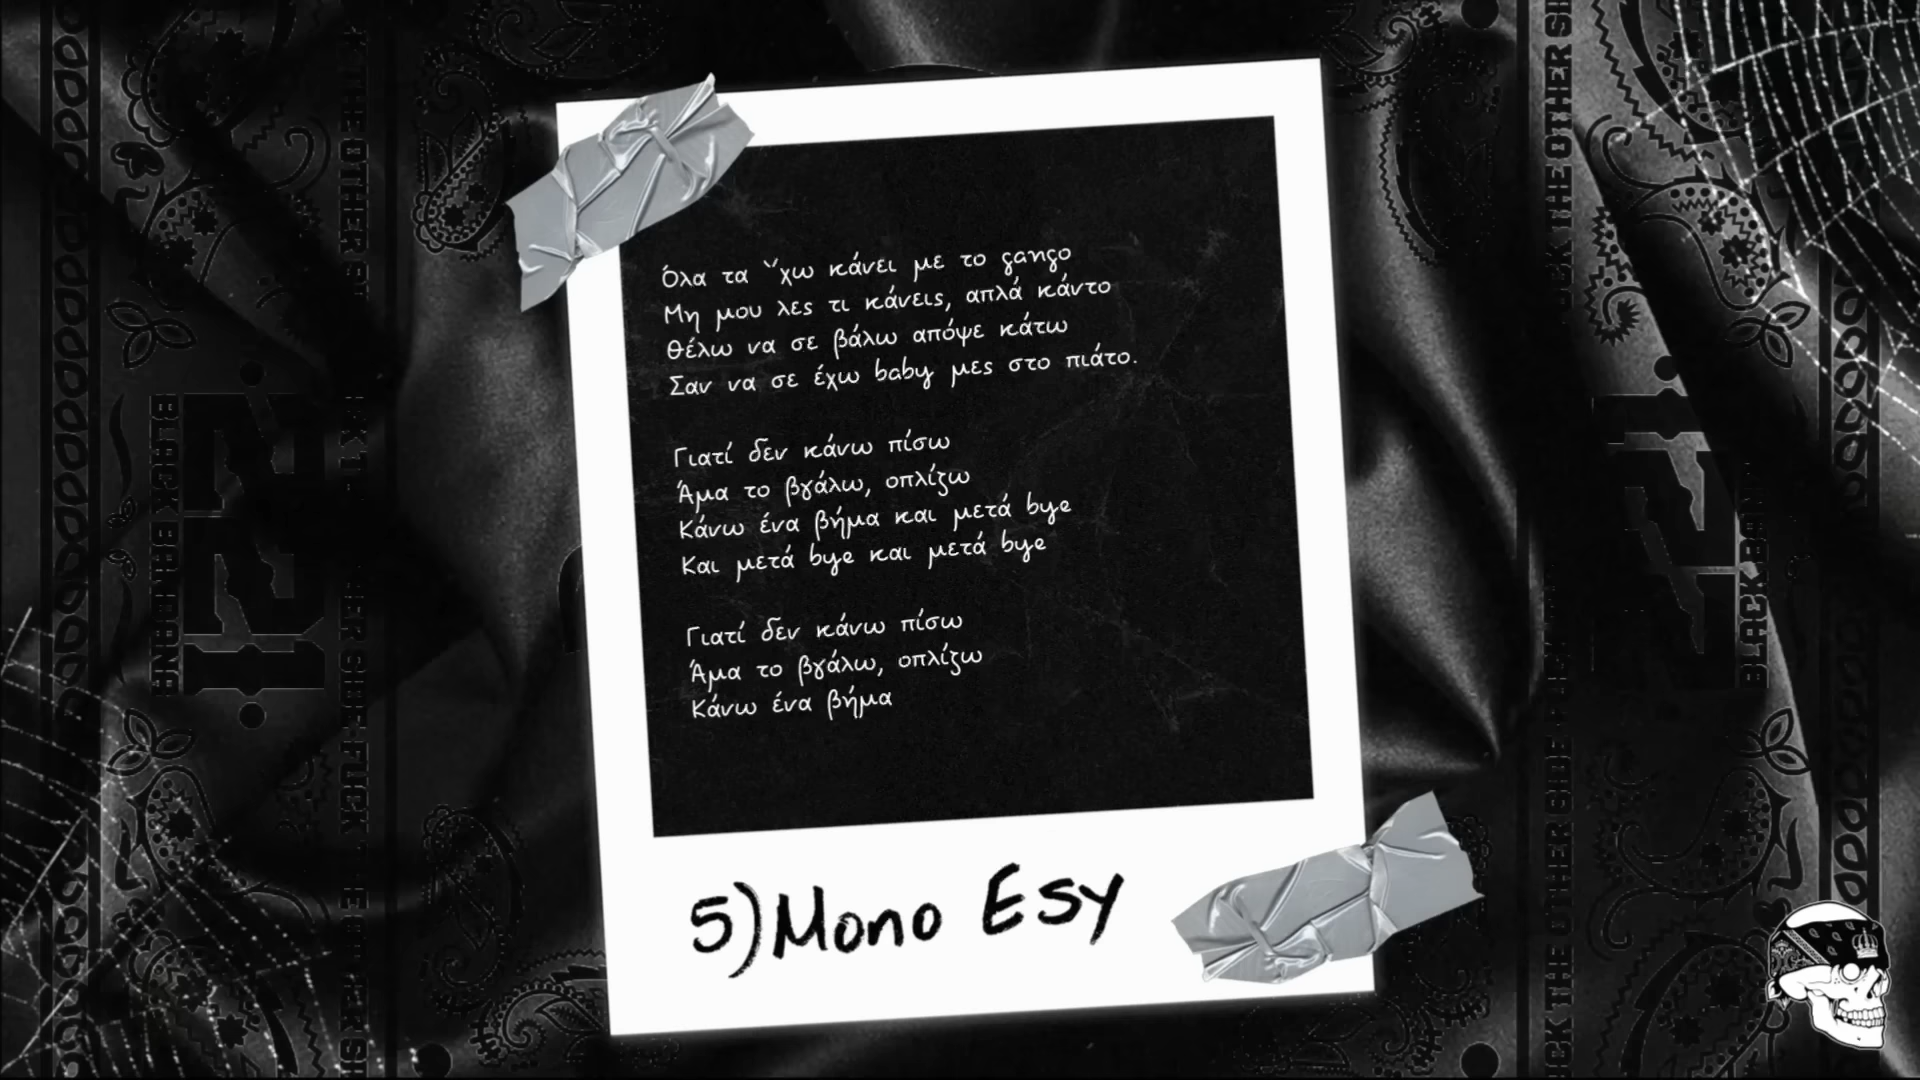 Όλα τα ῾῾χω κάνει με το gango
Μη μου λες τι κάνεις, απλά κάντο
Θέλω να σε βάλω απόψε κάτω
Σαν να σε έχω baby μες στο πιάτο.
Γιατί δεν κάνω πίσω
Άμα το βγάλω, οπλίζω
Κάνω ένα βήμα και μετά bye
Και μετά bye και μετά bye
Γιατί δεν κάνω πίσω
Άμα το βγάλω, οπλίζω
Κάνω ένα βήμα
5) Mono Esy
BLACK BANDANA
FUCK THE OTHER SIDE